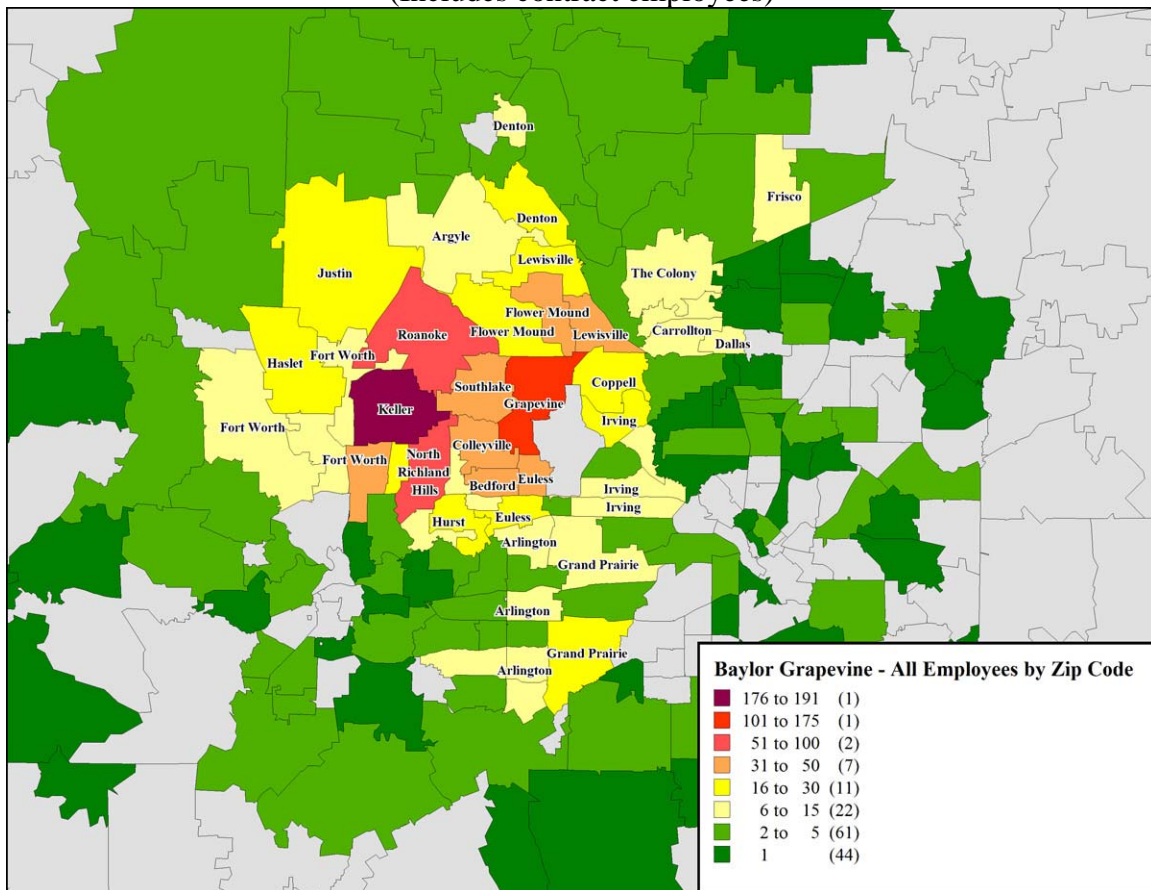 (Includes contract employees)
Denton
Frisco
Denton
Argyle
Lewisville
Justin
The Colony
Flower Mound
Roanoke
Flower Mound
Lewisville
Carrollton
Dallas
Fort Worth
Haslet
Southlake
Coppell
Keller
Grapevine
Irving
Fort Worth
Colleyville
Fort Worth
North
Richland
Hills
Bedford
Euless
Irving
Irving
Hurst
Euless
Arlington
Grand Prairie
Arlington
Grand Prairie
Arlington
Baylor Grapevine - All Employees by Zip Code
176 to 191 (1)
101 to 175 (1)
51 to 100 (2)
31 to 50 (7)
16 to 30 (11)
6 to 15 (22)
2 to 5 (61)
1 (44)